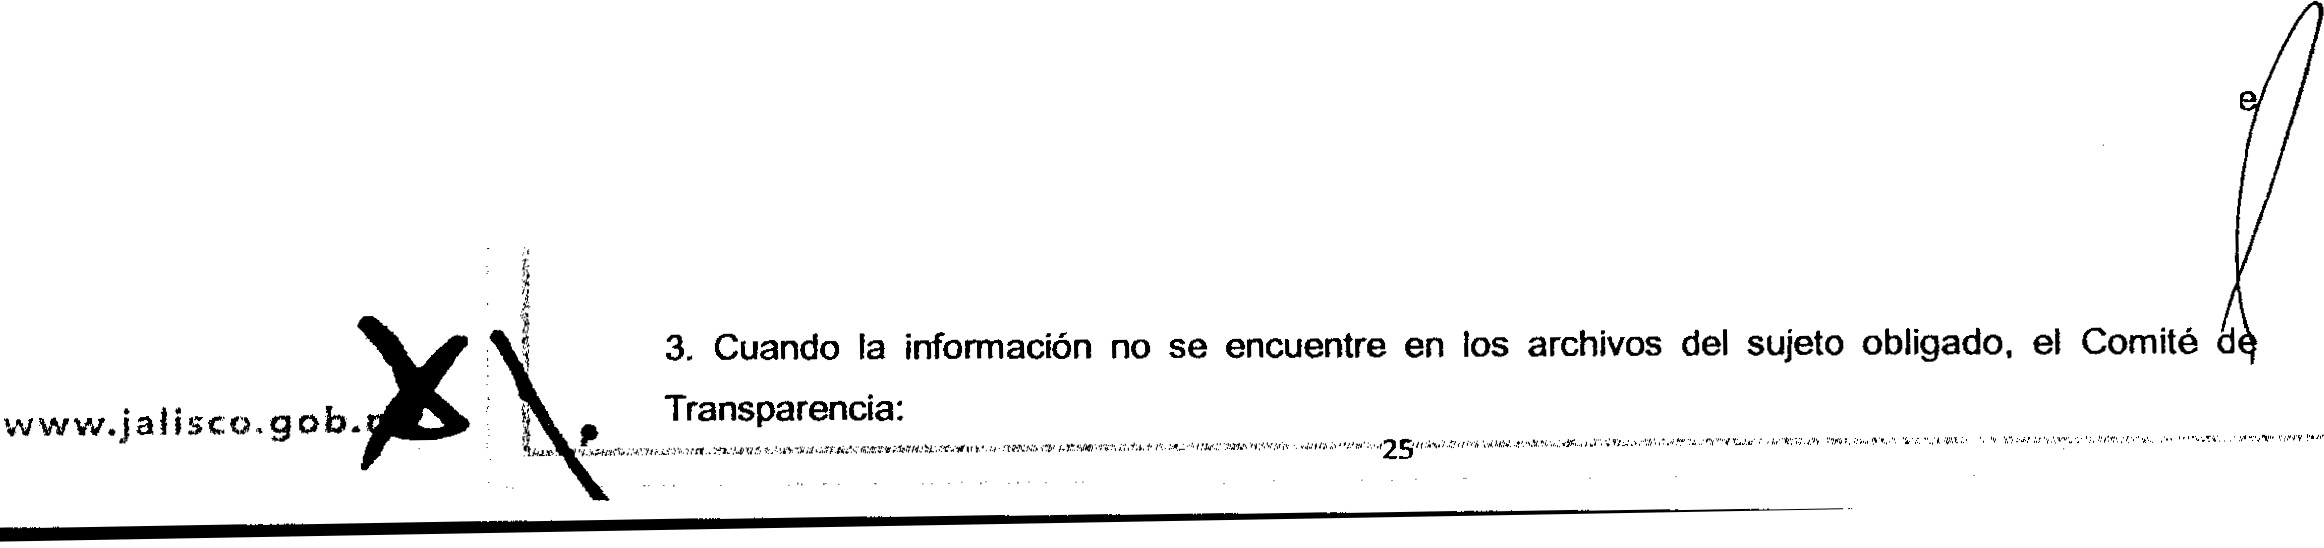 e
3. Cuando la información no se encuentre en los archivos del sujeto obligado, el Comité de
Transparencia:
www.jalisco.gob.
25